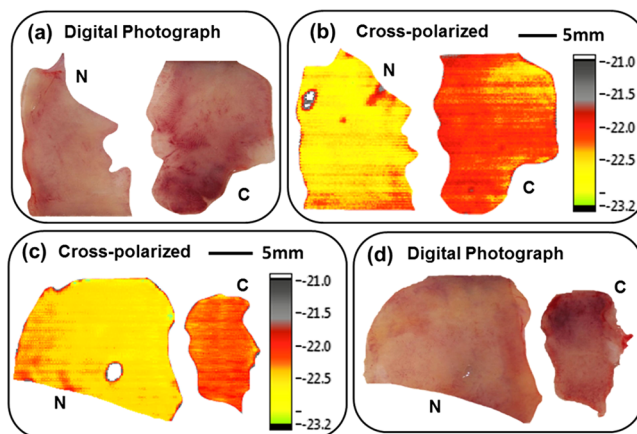 (a) Digital Photograph
N
C
(b) Cross-polarized 5mm
N
C
-21.0
-21.5
-22.0
-22.5
-23.2
(c) Cross-polarized 5mm
N
C
-21.0
-21.5
-22.0
-22.5
-23.2
(d) Digital Photograph
N
C